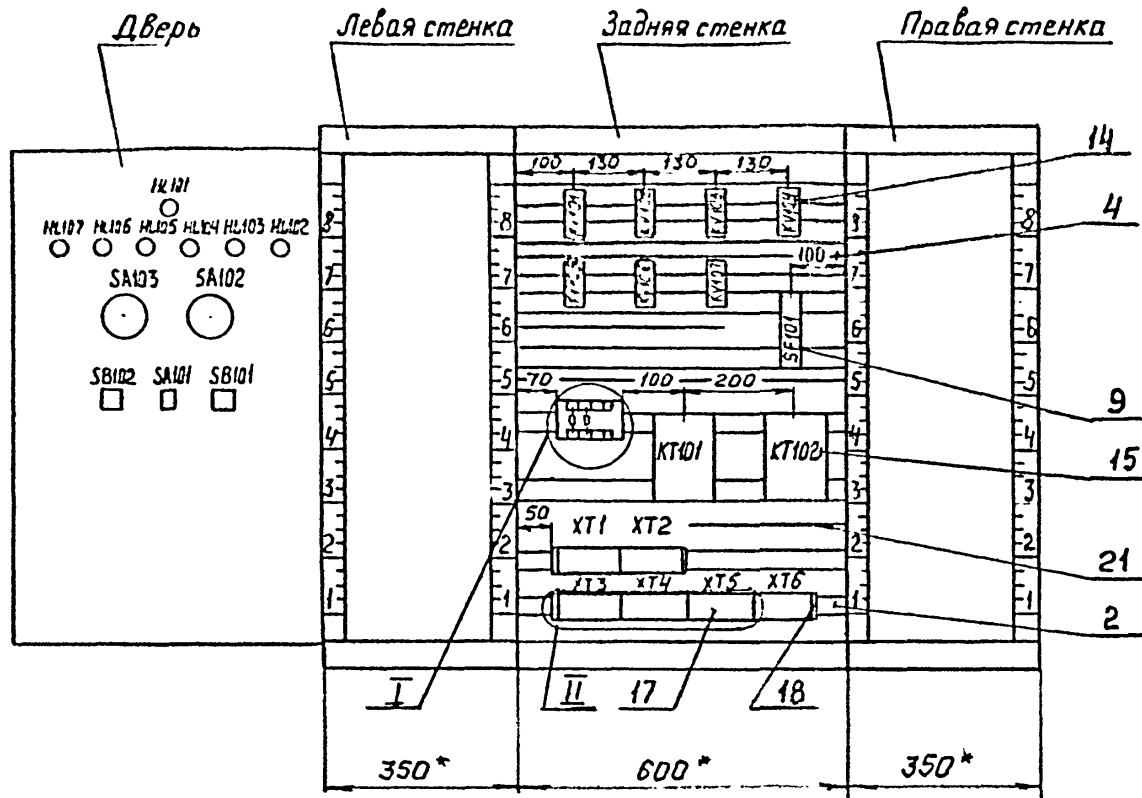 Дверь
Левая стенка
Задняя стенка
Правая стенка
100 130 130 130
14
HL101
HL107 HL106 HL105 HL104 HL103 HL102
8 8 8
4
100
7 7 7 7
SA103 SA102
6 6 6 6
SF101
SB102 SA101 SB101
5 5 5 5
70 100 200
9
4 4 4 4
KT101 KT102
15
3 3 3 3
50 XT1 XT2
2 2 2 2
21
XT3 XT4 XT5 XT6
1 1 1 1
2
I II 17 18
350* 600* 350*